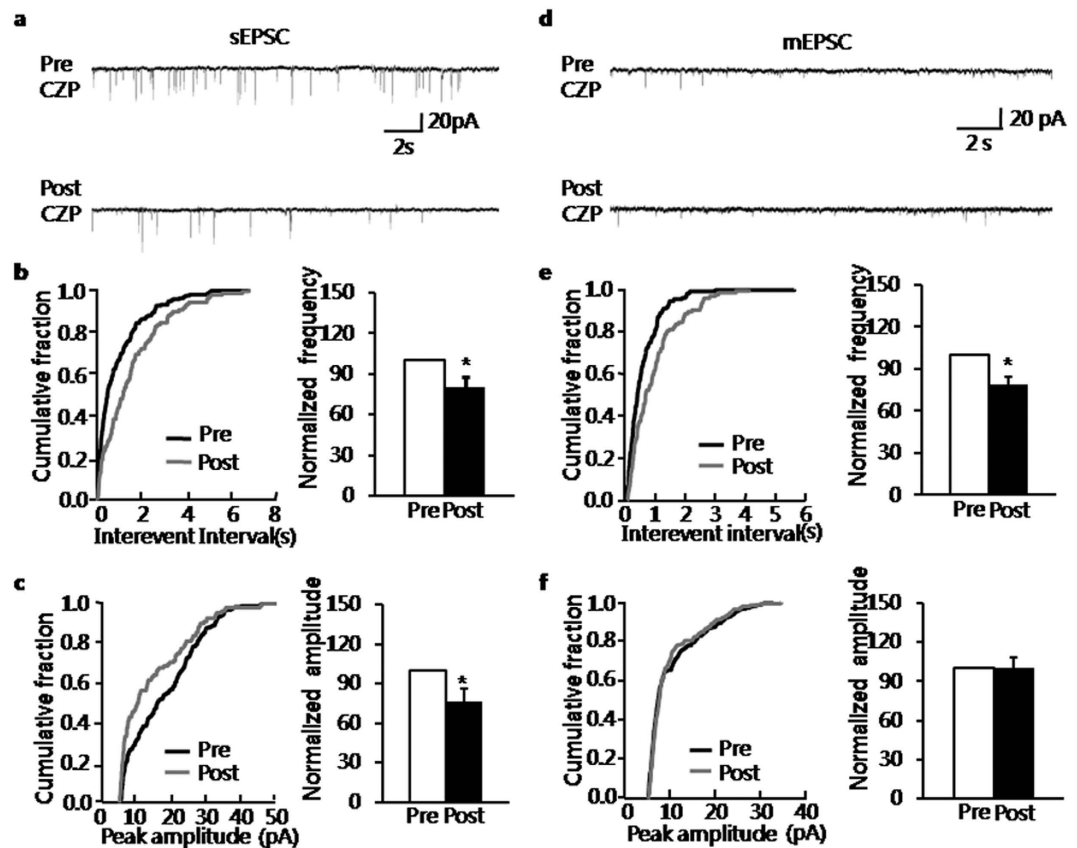 a
sEPSC
Pre
CZP
20pA
2s
Post
CZP
d
mEPSC
Pre
CZP
20 pA
2 s
Post
CZP
b
Cumulative fraction
1.0
0.8
0.6
0.4
0.2
0.0
Pre
Post
0 2 4 6 8
Interevent Interval(s)
Normalized frequency
150
120
90
60
30
0
*
Pre Post
e
Cumulative fraction
1.0
0.8
0.6
0.4
0.2
0.0
Pre
Post
0 1 2 3 4 5 6
Interevent interval(s)
Normalized frequency
150
120
90
60
30
0
*
Pre Post
c
Cumulative fraction
1.0
0.8
0.6
0.4
0.2
0.0
Pre
Post
0 10 20 30 40 50
Peak amplitude (pA)
Normalized amplitude
150
120
90
60
30
0
*
Pre Post
f
Cumulative fraction
1.0
0.8
0.6
0.4
0.2
0.0
Pre
Post
0 10 20 30 40
Peak amplitude (pA)
Normalized amplitude
150
120
90
60
30
0
Pre Post